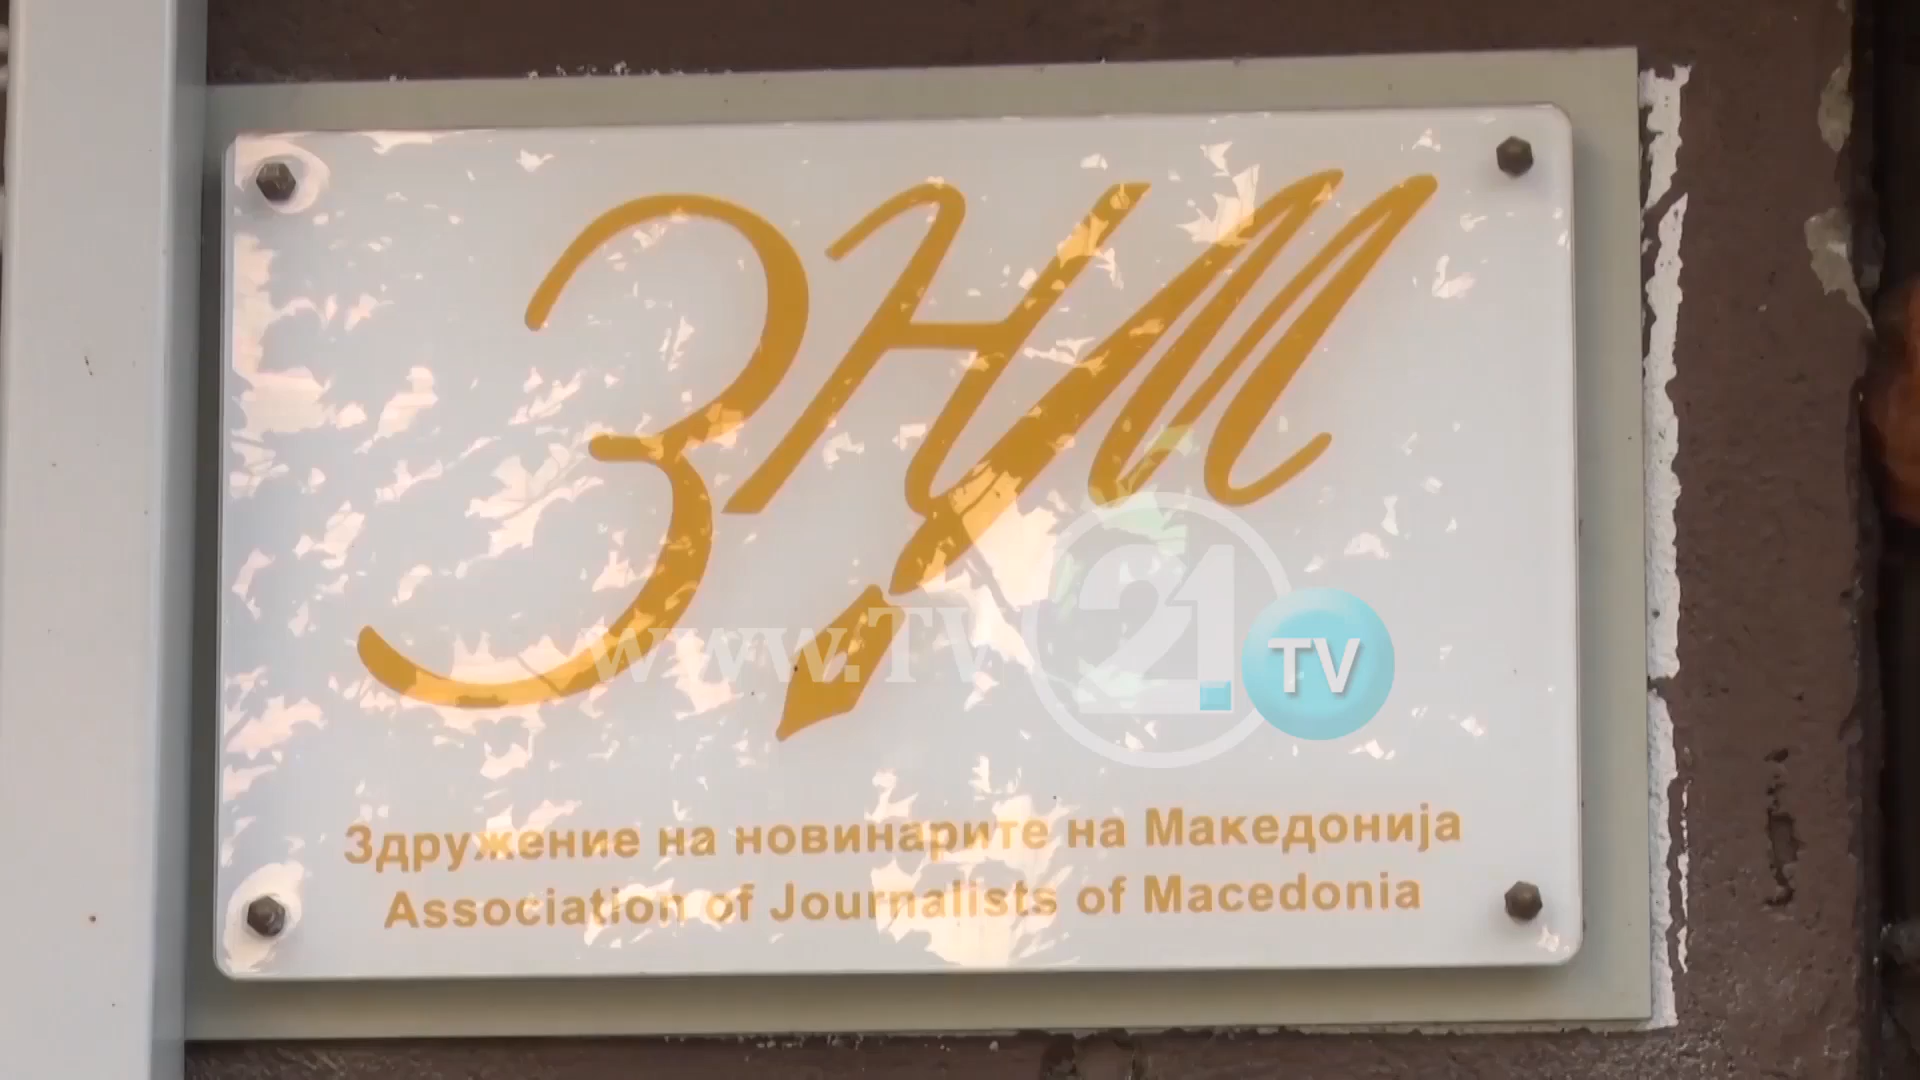 ЗНМ
www.TV21.TV
Здружение на новинарите на Македонија
Association of Journalists of Macedonia